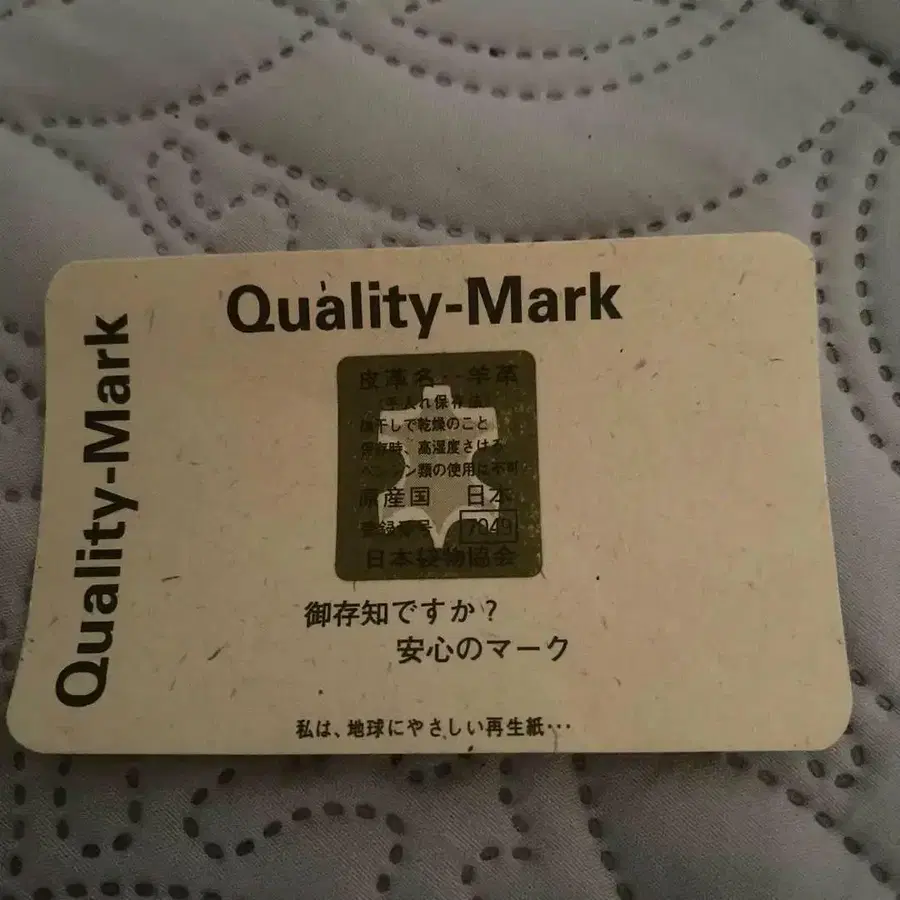 Quality-Mark
Quality-Mark
皮革名・・羊革
手入れ保存法
陰干しで乾燥のこと
保存時、高湿度さける
ベンジン類の使用は不可
原産国 日本
登録番号 7049
日本袋物協会
御存知ですか?
安心のマーク
私は、地球にやさしい再生紙・・・